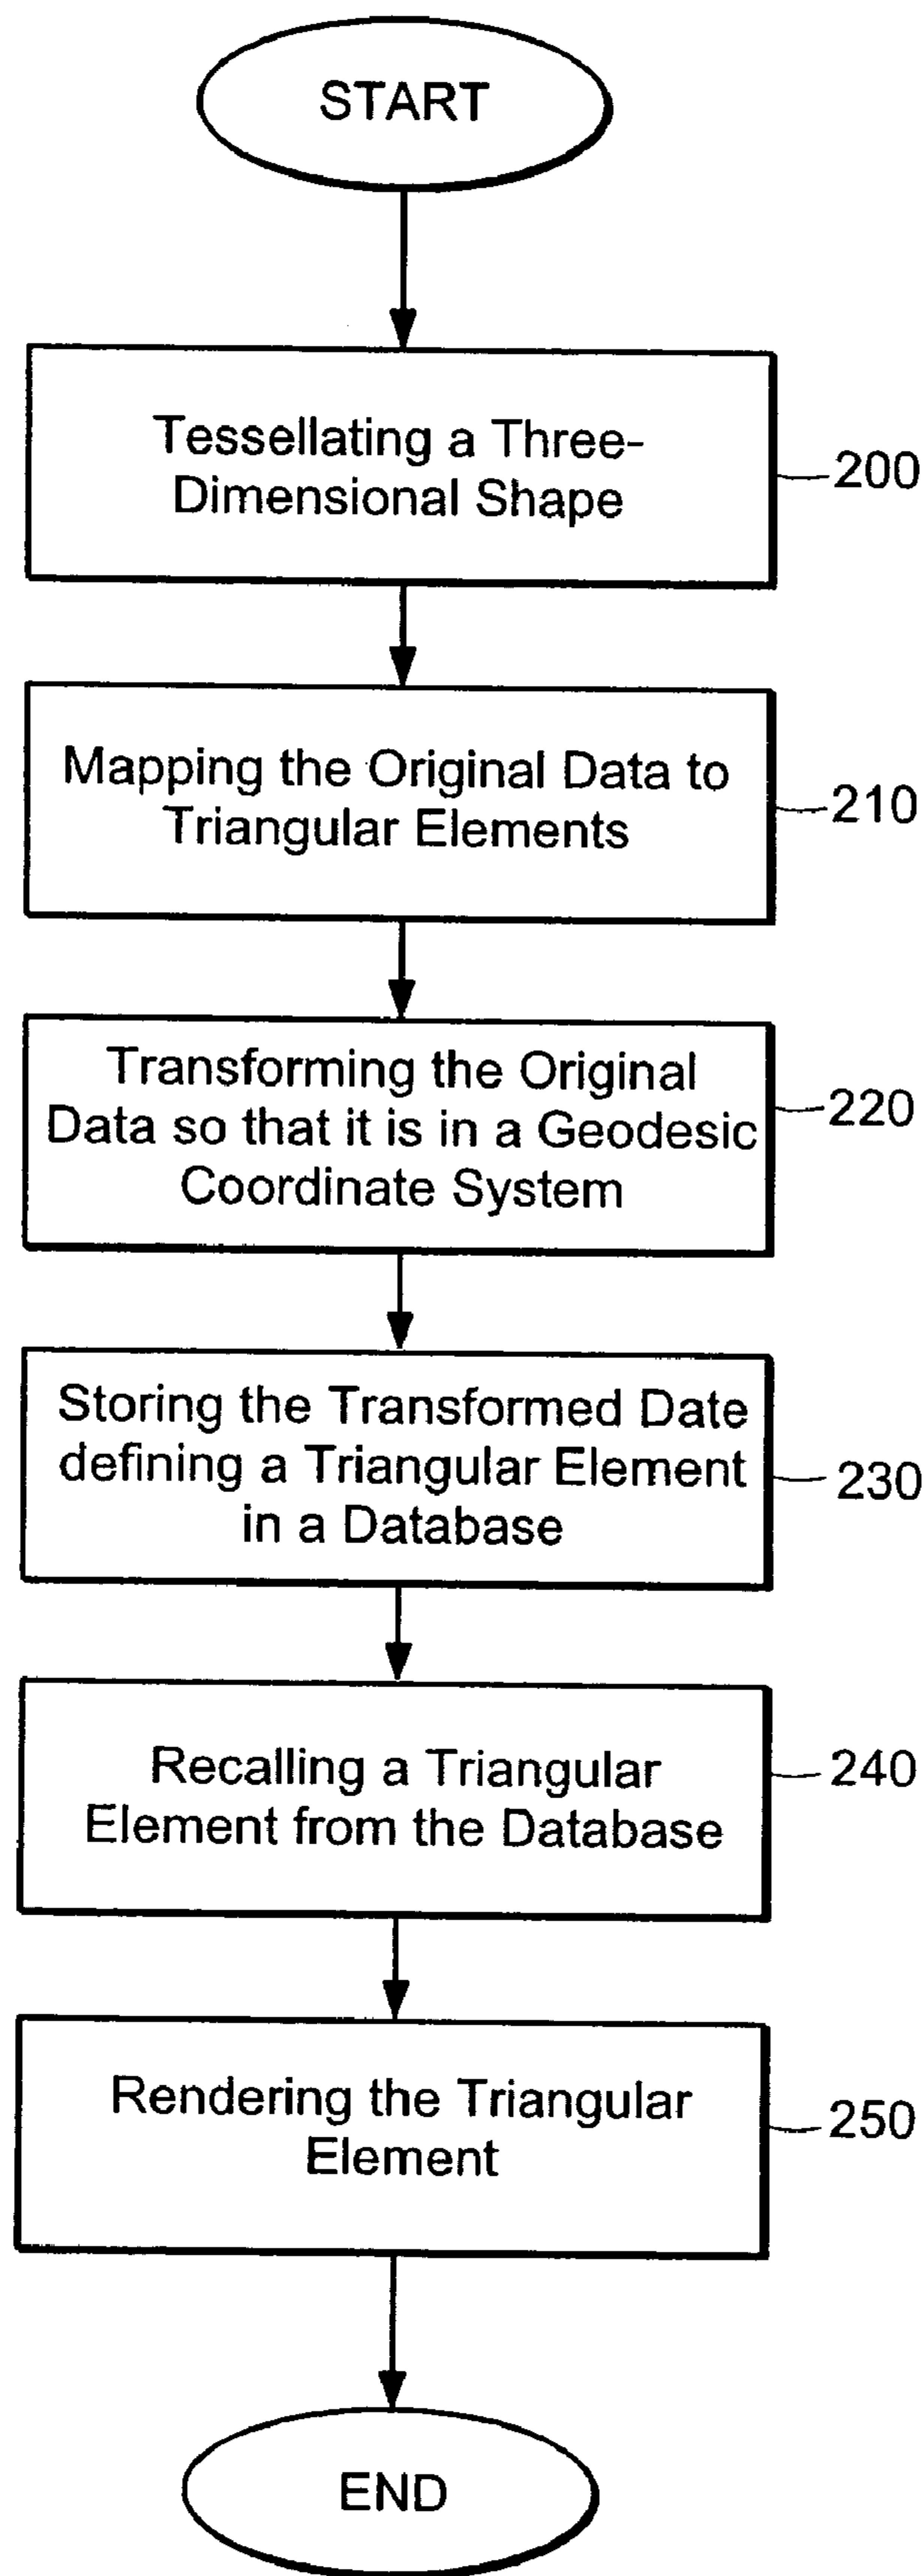 START
Tessellating a Three-
Dimensional Shape
200
Mapping the Original Data to
Triangular Elements
210
Transforming the Original
Data so that it is in a Geodesic
Coordinate System
220
Storing the Transformed Date
defining a Triangular Element
in a Database
230
Recalling a Triangular
Element from the Database
240
Rendering the Triangular
Element
250
END